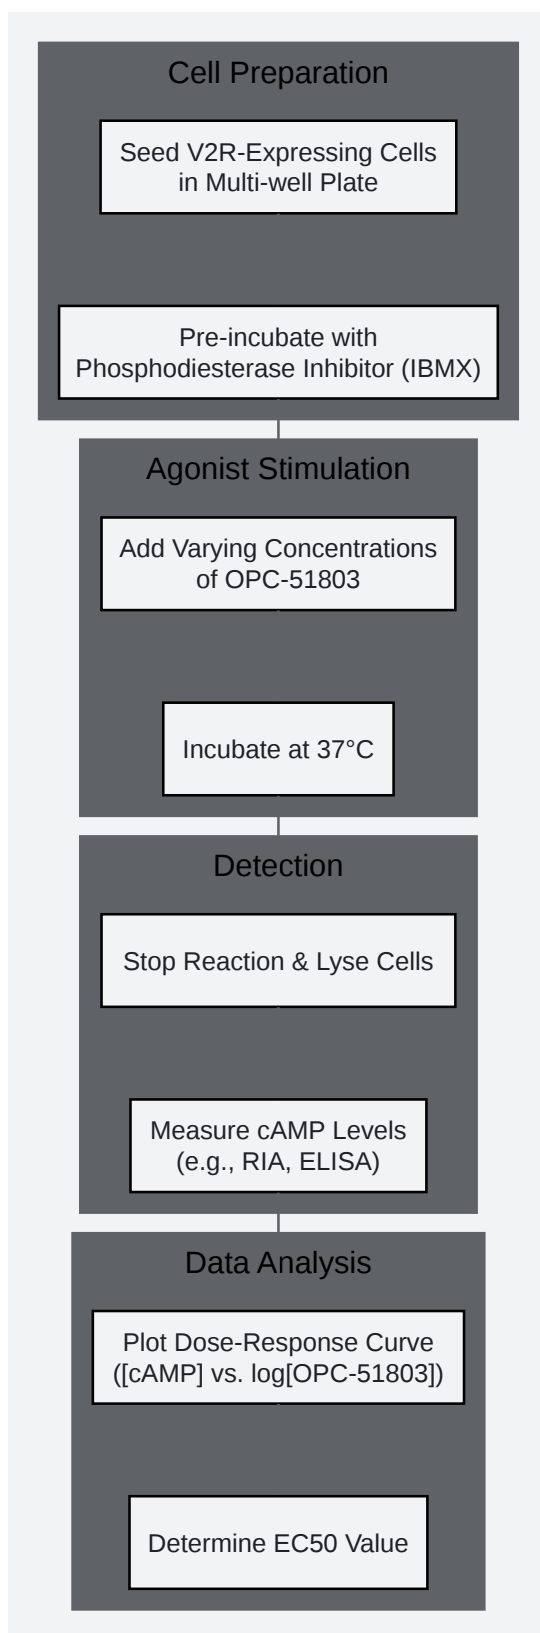 Cell Preparation
Seed V2R-Expressing Cells
in Multi-well Plate
Pre-incubate with
Phosphodiesterase Inhibitor (IBMX)
Agonist Stimulation
Add Varying Concentrations
of OPC-51803
Incubate at 37°C
Detection
Stop Reaction & Lyse Cells
Measure cAMP Levels
(e.g., RIA, ELISA)
Data Analysis
Plot Dose-Response Curve
([cAMP] vs. log[OPC-51803])
Determine EC50 Value